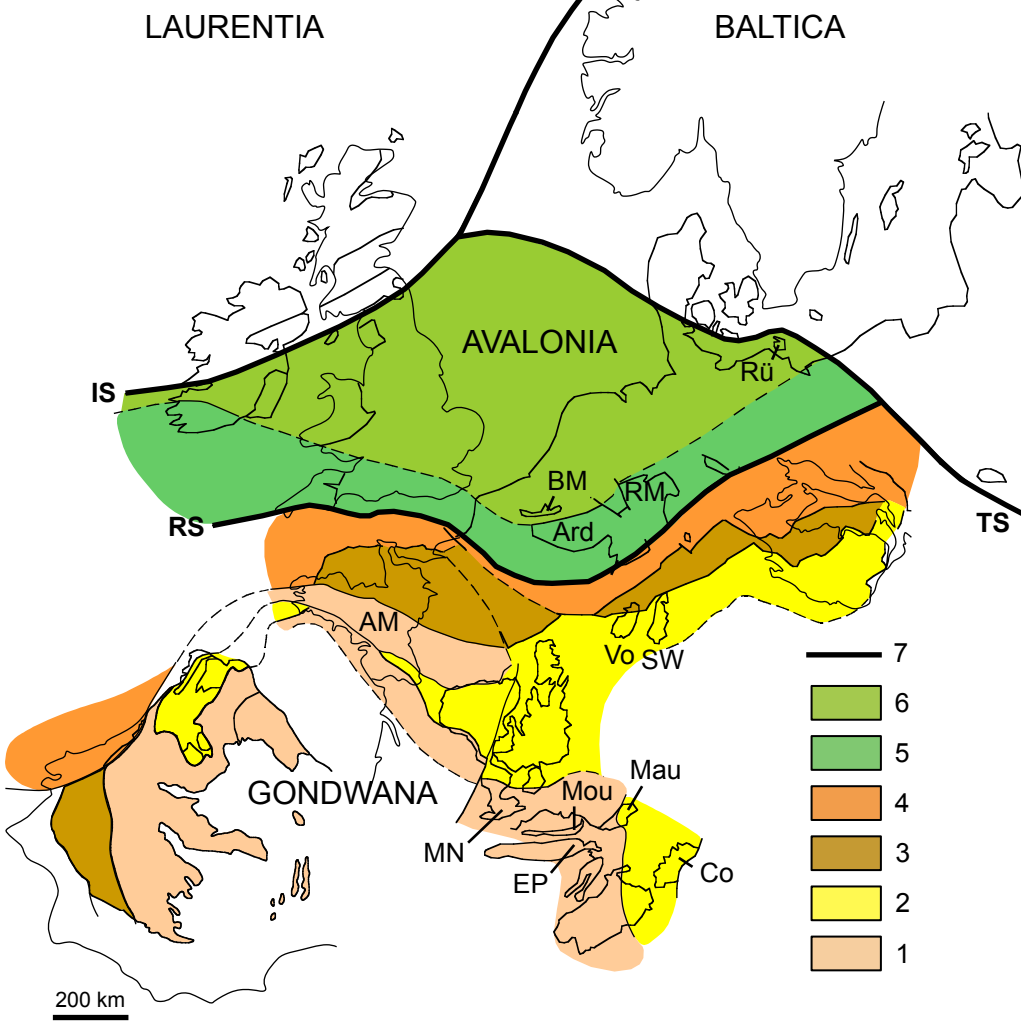 LAURENTIA
BALTICA
AVALONIA
Rü
IS
BM
RM
RS
Ard
TS
AM
Vo
SW
7
6
5
GONDWANA
Mau
Mou
4
MN
3
EP
Co
2
1
200 km